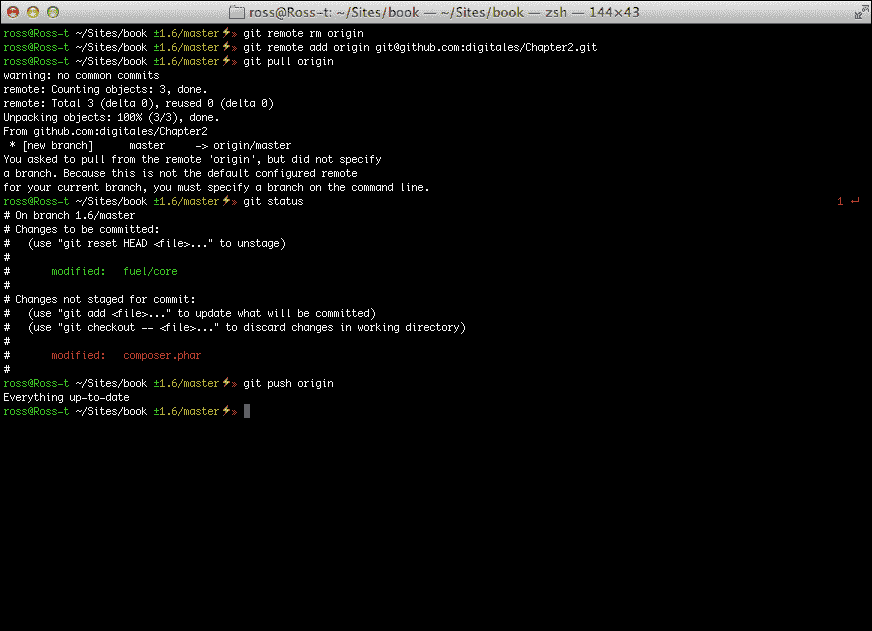 ross@Ross-t: ~/Sites/book — ~/Sites/book — zsh — 144×43
ross@Ross-t ~/Sites/book ±1.6/master⚡» git remote rm origin
ross@Ross-t ~/Sites/book ±1.6/master⚡» git remote add origin git@github.com:digitales/Chapter2.git
ross@Ross-t ~/Sites/book ±1.6/master⚡» git pull origin
warning: no common commits
remote: Counting objects: 3, done.
remote: Total 3 (delta 0), reused 0 (delta 0)
Unpacking objects: 100% (3/3), done.
From github.com:digitales/Chapter2
 * [new branch]      master     -> origin/master
You asked to pull from the remote 'origin', but did not specify
a branch. Because this is not the default configured remote
for your current branch, you must specify a branch on the command line.
ross@Ross-t ~/Sites/book ±1.6/master⚡» git status 1 ↵
# On branch 1.6/master
# Changes to be committed:
#   (use "git reset HEAD <file>..." to unstage)
#
#       modified:   fuel/core
#
# Changes not staged for commit:
#   (use "git add <file>..." to update what will be committed)
#   (use "git checkout -- <file>..." to discard changes in working directory)
#
#       modified:   composer.phar
#
ross@Ross-t ~/Sites/book ±1.6/master⚡» git push origin
Everything up-to-date
ross@Ross-t ~/Sites/book ±1.6/master⚡»